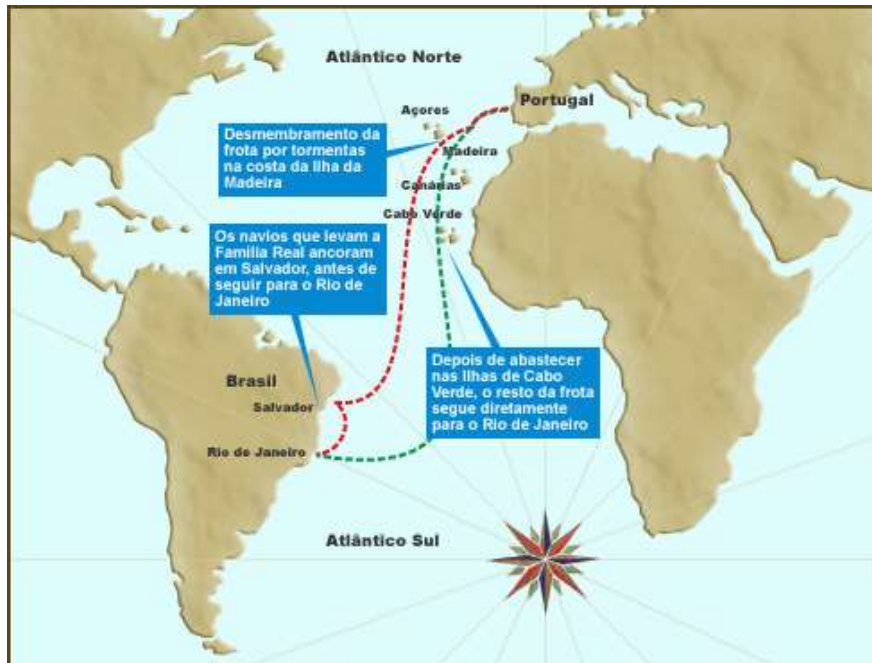 Atlântico Norte
Açores
Portugal
Desmembramento da
frota por tormentas
na costa da Ilha da
Madeira
Madeira
Canárias
Cabo Verde
Os navios que levam a
Família Real ancoram
em Salvador, antes de
seguir para o Rio de
Janeiro
Depois de abastecer
nas ilhas de Cabo
Verde, o resto da frota
segue diretamente
para o Rio de Janeiro
Brasil
Salvador
Rio de Janeiro
Atlântico Sul